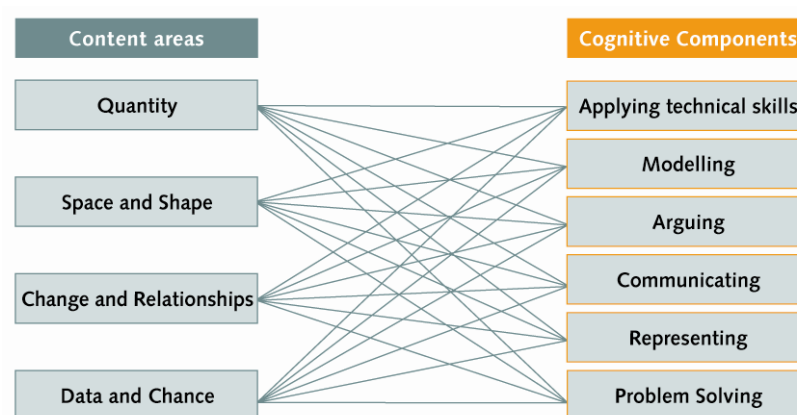 Content areas
Cognitive Components
Quantity
Space and Shape
Change and Relationships
Data and Chance
Applying technical skills
Modelling
Arguing
Communicating
Representing
Problem Solving